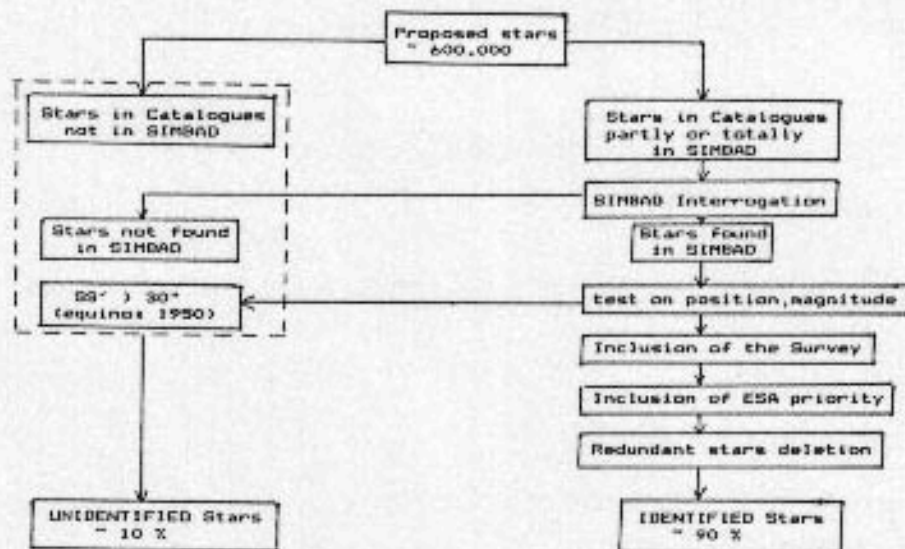 Proposed stars
~ 600.000
Stars in Catalogues
not in SIMBAD
Stars in Catalogues
partly or totally
in SIMBAD
SIMBAD Interrogation
Stars not found
in SIMBAD
Stars found
in SIMBAD
SS' > 30"
(equinox 1950)
test on position,magnitude
Inclusion of the Survey
Inclusion of ESA priority
Redundant stars deletion
UNIDENTIFIED Stars
~ 10 %
IDENTIFIED Stars
~ 90 %